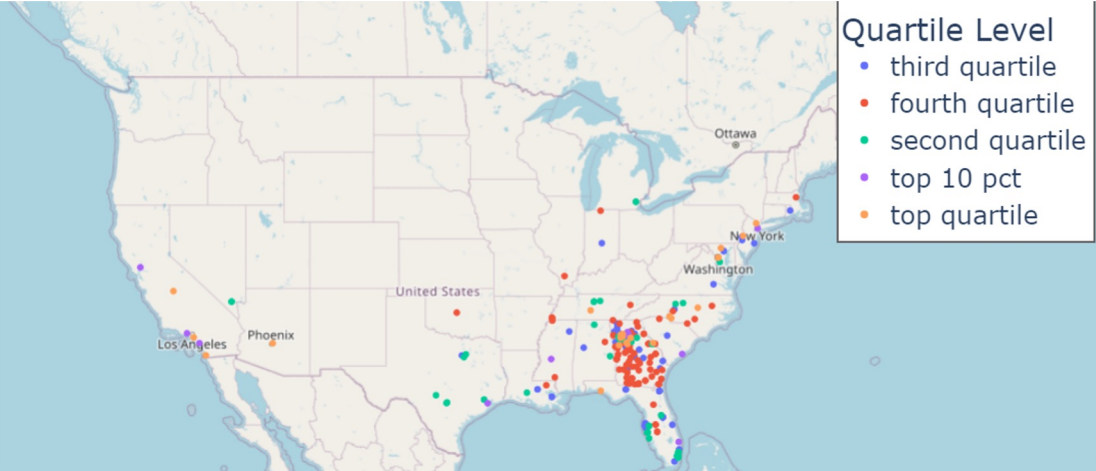 Quartile Level
third quartile
fourth quartile
second quartile
top 10 pct
top quartile
Ottawa
New York
Washington
United States
Phoenix
Los Angeles